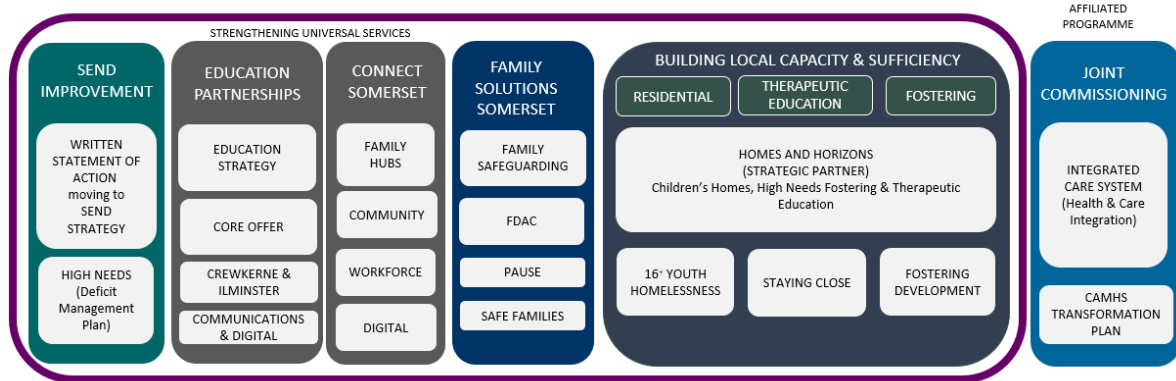 AFFILIATED
PROGRAMME
STRENGTHENING UNIVERSAL SERVICES
SEND
IMPROVEMENT
WRITTEN
STATEMENT OF
ACTION
moving to
SEND
STRATEGY
HIGH NEEDS
(Deficit
Management
Plan)
EDUCATION
PARTNERSHIPS
EDUCATION
STRATEGY
CORE OFFER
CREWKERNE &
ILMINSTER
COMMUNICATIONS
& DIGITAL
CONNECT
SOMERSET
FAMILY
HUBS
COMMUNITY
WORKFORCE
DIGITAL
FAMILY
SOLUTIONS
SOMERSET
FAMILY
SAFEGUARDING
FDAC
PAUSE
SAFE FAMILIES
BUILDING LOCAL CAPACITY & SUFFICIENCY
RESIDENTIAL
THERAPEUTIC
EDUCATION
FOSTERING
HOMES AND HORIZONS
(STRATEGIC PARTNER)
Children's Homes, High Needs Fostering & Therapeutic
Education
16+ YOUTH
HOMELESSNESS
STAYING CLOSE
FOSTERING
DEVELOPMENT
JOINT
COMMISSIONING
INTEGRATED
CARE SYSTEM
(Health & Care
Integration)
CAMHS
TRANSFORMATION
PLAN